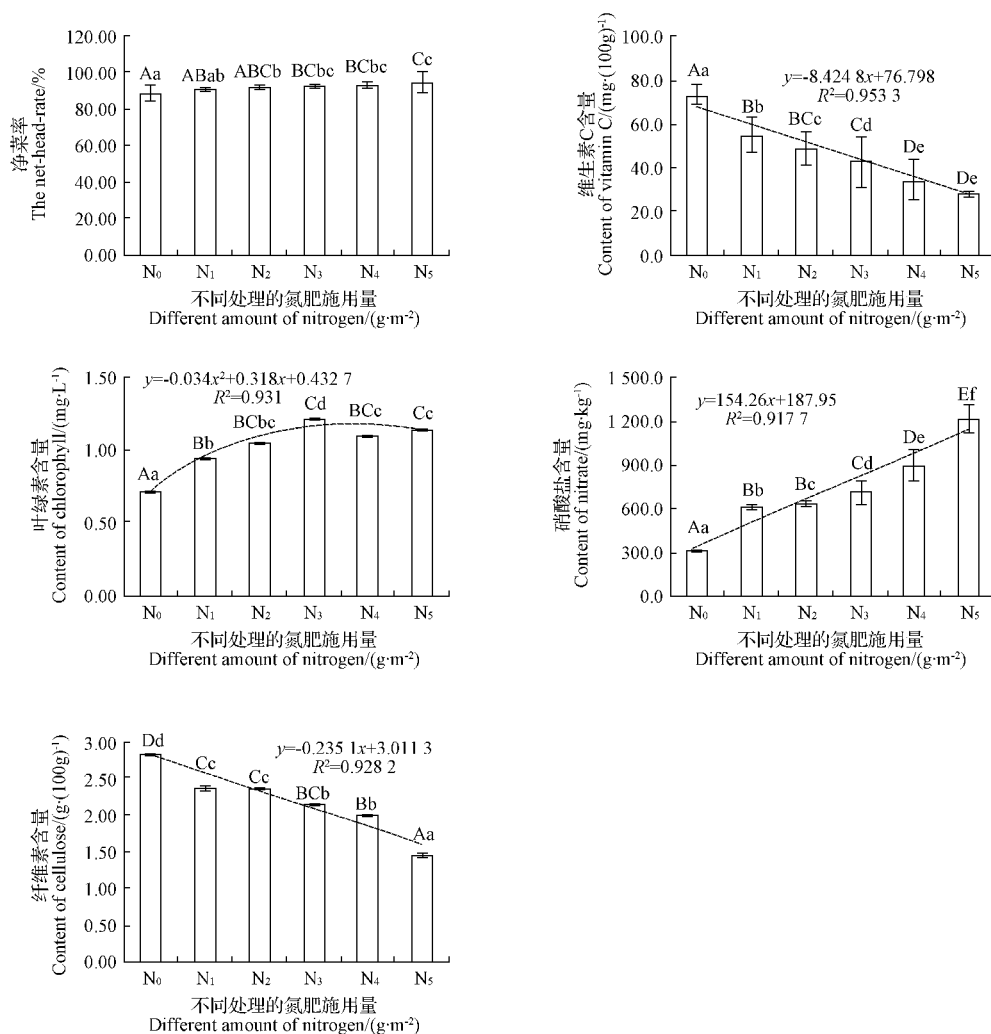 净菜率
The net-head-rate/%
120.00
100.00
80.00
60.00
40.00
20.00
0.00
Aa ABab ABCb BCbc BCbc Cc
N₀ N₁ N₂ N₃ N₄ N₅
不同处理的氮肥施用量
Different amount of nitrogen/(g·m⁻²)
维生素C含量
Content of vitamin C/(mg·(100g)⁻¹)
100.0
80.0
60.0
40.0
20.0
0.0
y=-8.424 8x+76.798
R²=0.953 3
Aa Bb BCc Cd De De
N₀ N₁ N₂ N₃ N₄ N₅
不同处理的氮肥施用量
Different amount of nitrogen/(g·m⁻²)
叶绿素含量
Content of chlorophyll/(mg·L⁻¹)
1.50
1.00
0.50
0.00
y=-0.034x²+0.318x+0.432 7
R²=0.931
Aa Bb BCbc Cd BCc Cc
N₀ N₁ N₂ N₃ N₄ N₅
不同处理的氮肥施用量
Different amount of nitrogen/(g·m⁻²)
硝酸盐含量
Content of nitrate/(mg·kg⁻¹)
1 500.0
1200.0
900.0
600.0
300.0
0.0
y=154.26x+187.95
R²=0.917 7
Aa Bb Bc Cd De Ef
N₀ N₁ N₂ N₃ N₄ N₅
不同处理的氮肥施用量
Different amount of nitrogen/(g·m⁻²)
纤维素含量
Content of cellulose/(g·(100g)⁻¹)
3.00
2.50
2.00
1.50
1.00
0.50
0.00
y=-0.235 1x+3.011 3
R²=0.928 2
Dd Cc Cc BCb Bb Aa
N₀ N₁ N₂ N₃ N₄ N₅
不同处理的氮肥施用量
Different amount of nitrogen/(g·m⁻²)